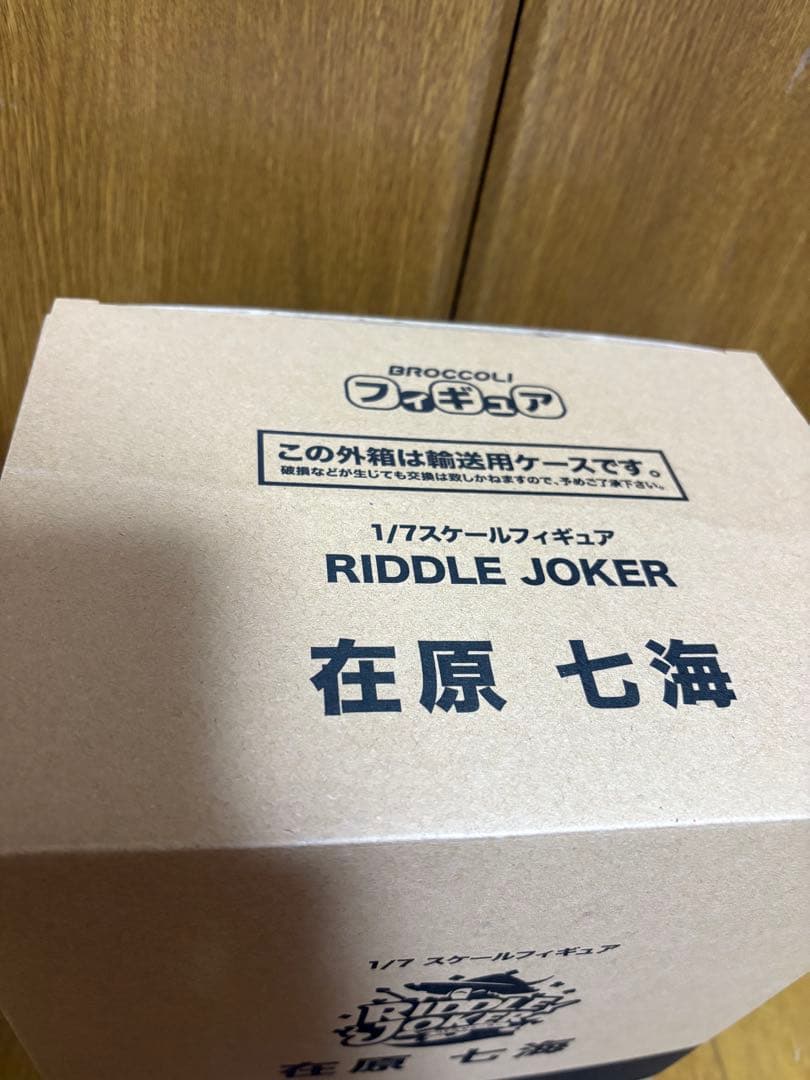 BROCCOLI
フィギュア
この外箱は輸送用ケースです。
破損などが生じても交換は致しかねますので、予めご了承下さい。
1/7スケールフィギュア
RIDDLE JOKER
在原 七海
1/7 スケールフィギュア
RIDDLE
JOKER
在原 七海